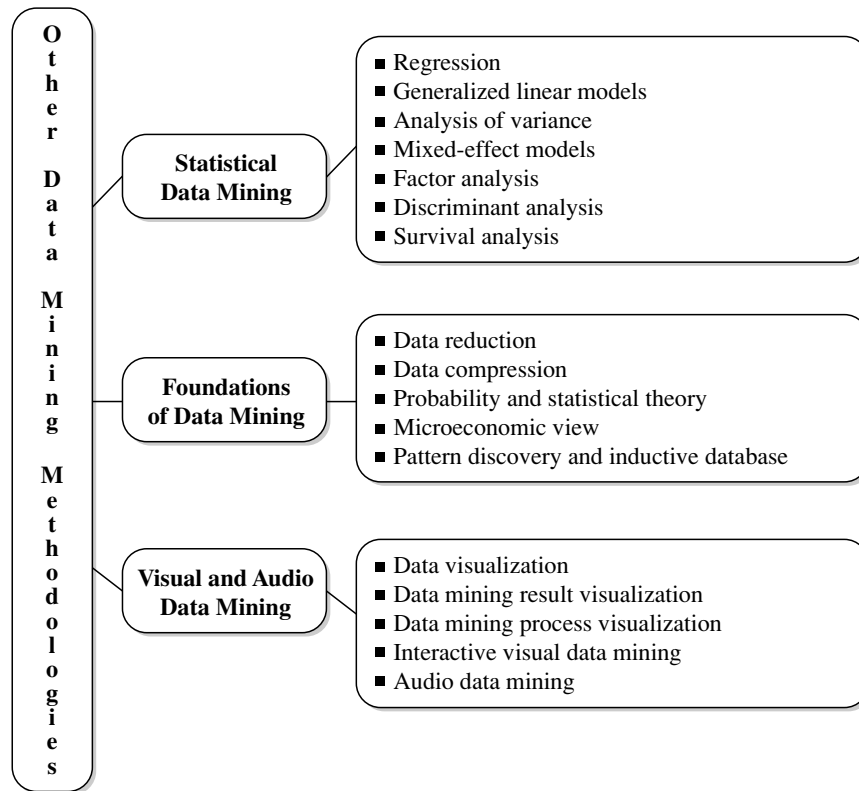 Other Data Mining Methodologies
Statistical
Data Mining
■ Regression
■ Generalized linear models
■ Analysis of variance
■ Mixed-effect models
■ Factor analysis
■ Discriminant analysis
■ Survival analysis
Foundations
of Data Mining
■ Data reduction
■ Data compression
■ Probability and statistical theory
■ Microeconomic view
■ Pattern discovery and inductive database
Visual and Audio
Data Mining
■ Data visualization
■ Data mining result visualization
■ Data mining process visualization
■ Interactive visual data mining
■ Audio data mining